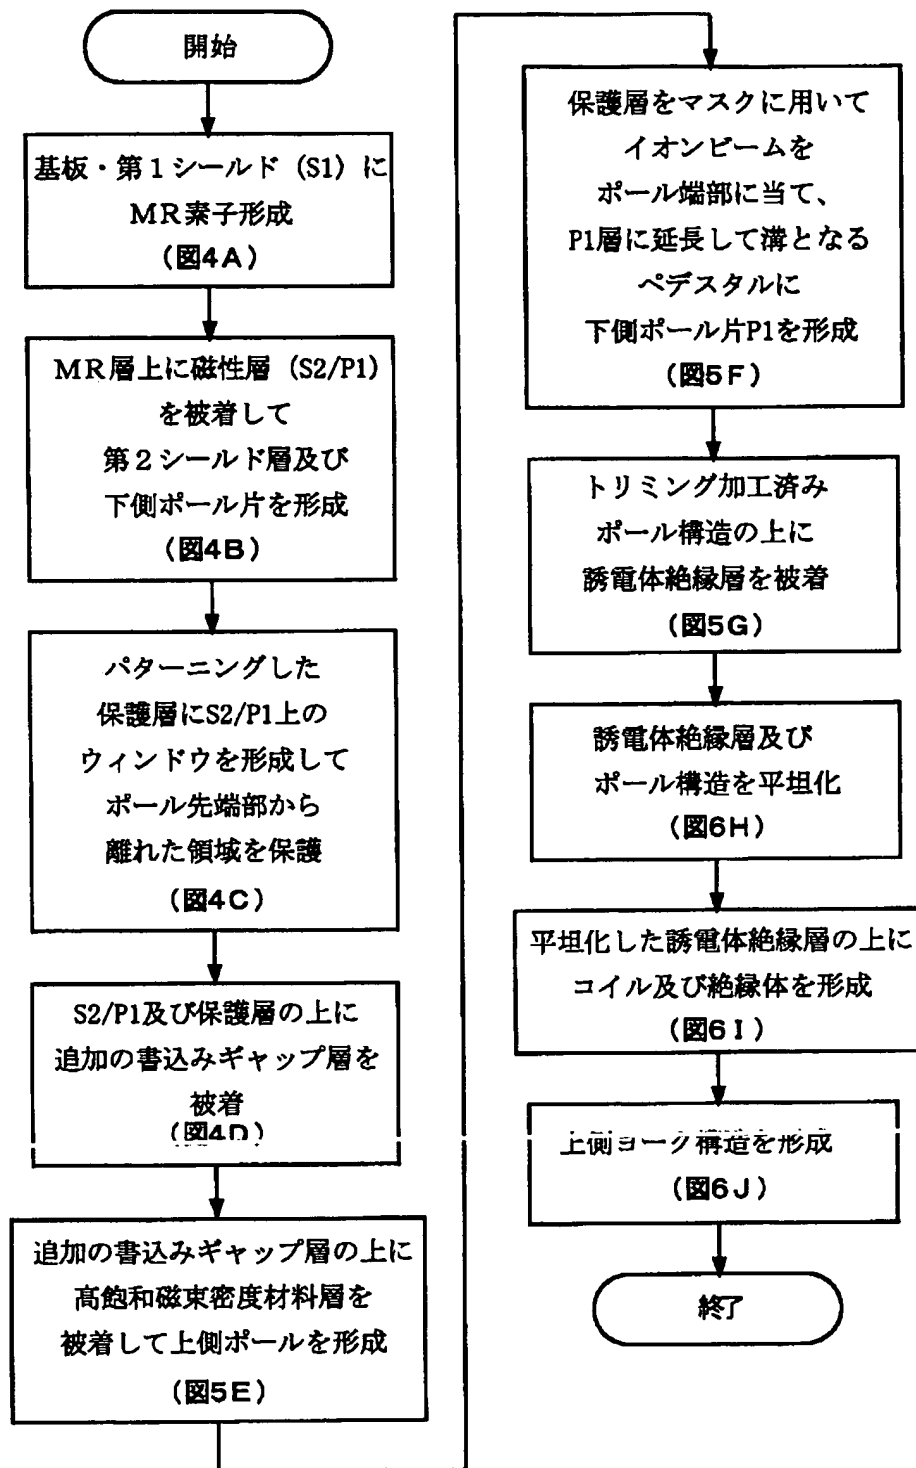 開始
基板・第1シールド（S1）に
MR素子形成
（図4A）
MR層上に磁性層（S2/P1）
を被着して
第2シールド層及び
下側ポール片を形成
（図4B）
パターニングした
保護層にS2/P1上の
ウィンドウを形成して
ポール先端部から
離れた領域を保護
（図4C）
S2/P1及び保護層の上に
追加の書込みギャップ層を
被着
（図4D）
追加の書込みギャップ層の上に
高飽和磁束密度材料層を
被着して上側ポールを形成
（図5E）
保護層をマスクに用いて
イオンビームを
ポール端部に当て、
P1層に延長して溝となる
ペデスタルに
下側ポール片P1を形成
（図5F）
トリミング加工済み
ポール構造の上に
誘電体絶縁層を被着
（図5G）
誘電体絶縁層及び
ポール構造を平坦化
（図6H）
平坦化した誘電体絶縁層の上に
コイル及び絶縁体を形成
（図6I）
上側ヨーク構造を形成
（図6J）
終了